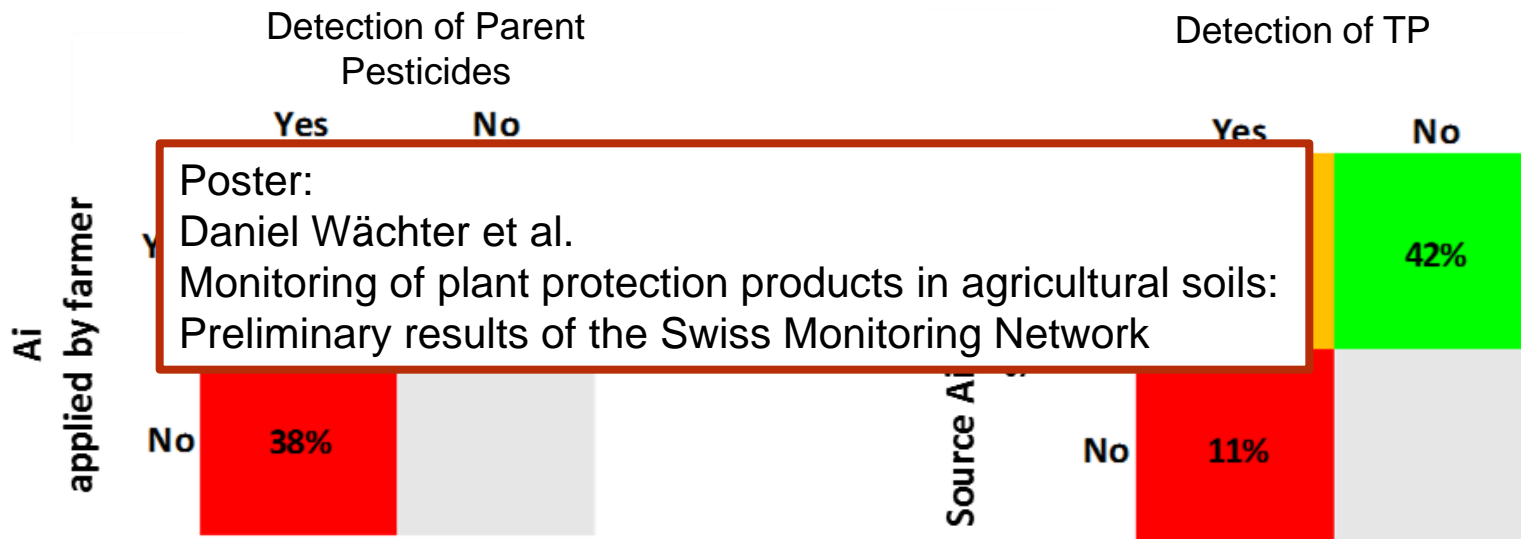 Detection of Parent
Pesticides
Detection of TP
Yes No
Yes No
Poster:
Daniel Wächter et al.
Monitoring of plant protection products in agricultural soils:
Preliminary results of the Swiss Monitoring Network
42%
Ai
applied by farmer
No 38%
Source Ai
No 11%